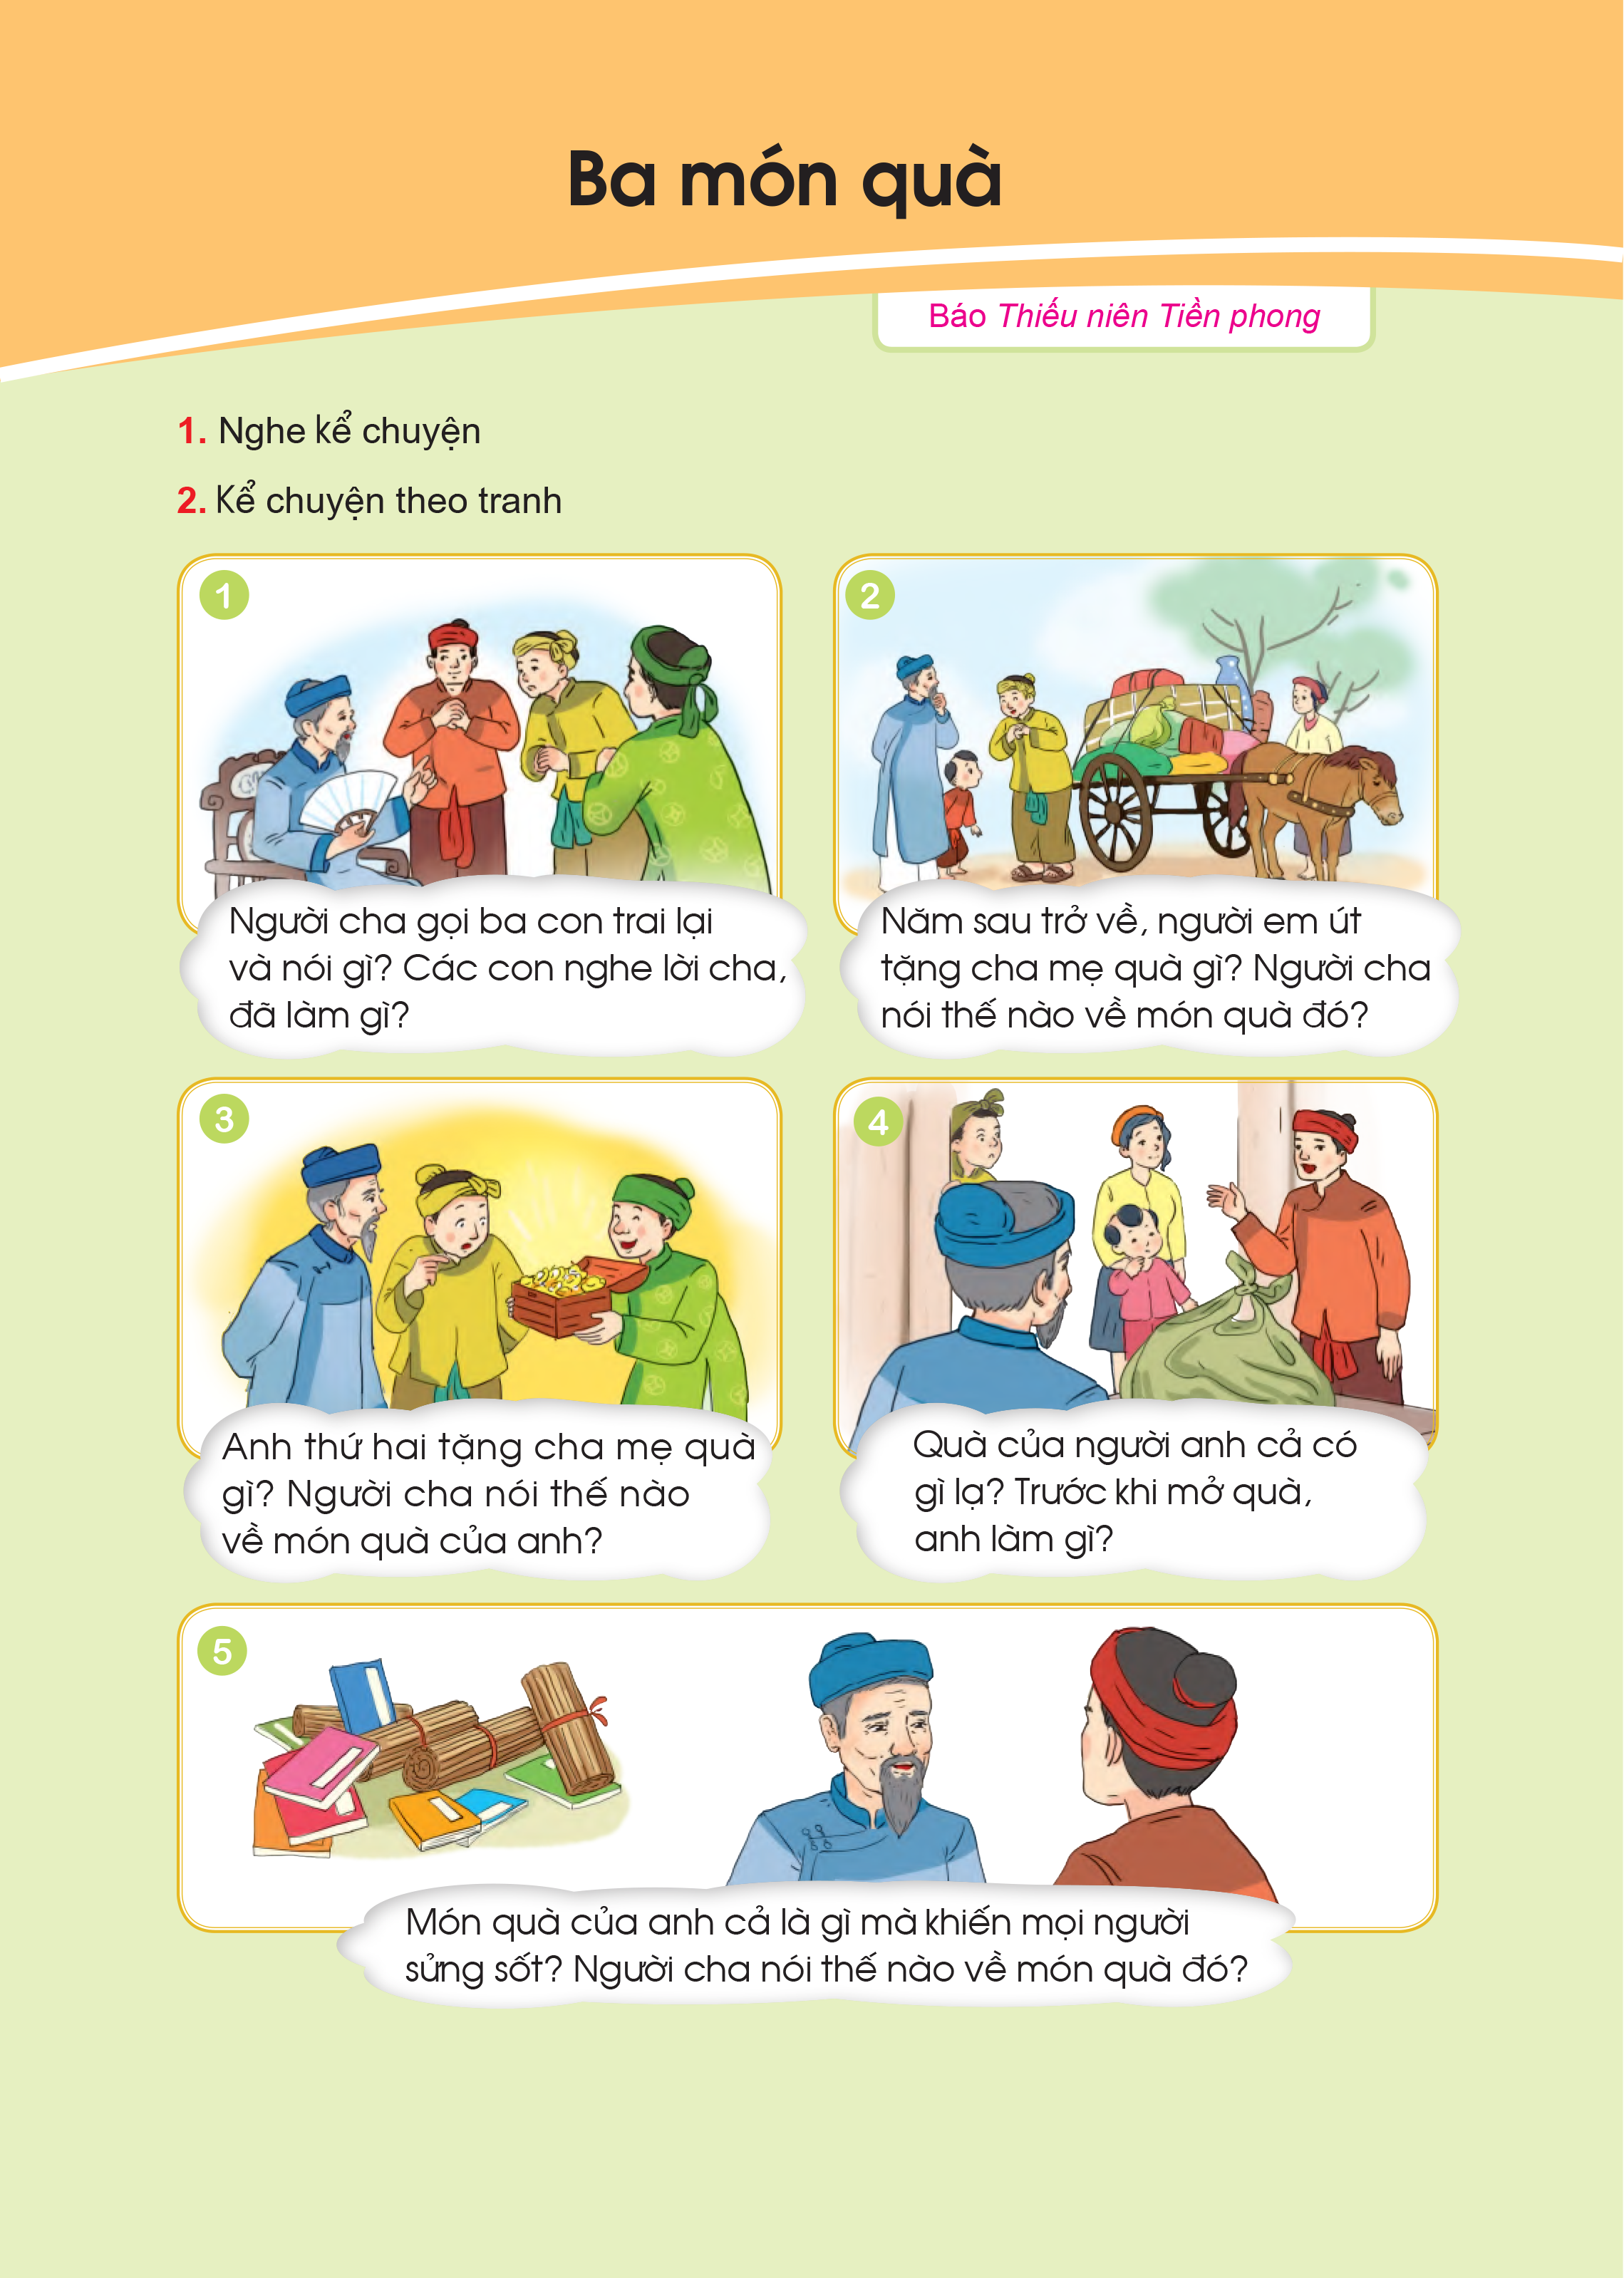 Ba món quà
Báo Thiếu niên Tiền phong
1. Nghe kể chuyện
2. Kể chuyện theo tranh
1
Người cha gọi ba con trai lại
và nói gì? Các con nghe lời cha,
đã làm gì?
2
Năm sau trở về, người em út
tặng cha mẹ quà gì? Người cha
nói thế nào về món quà đó?
3
Anh thứ hai tặng cha mẹ quà
gì? Người cha nói thế nào
về món quà của anh?
4
Quà của người anh cả có
gì lạ? Trước khi mở quà,
anh làm gì?
5
Món quà của anh cả là gì mà khiến mọi người
sửng sốt? Người cha nói thế nào về món quà đó?